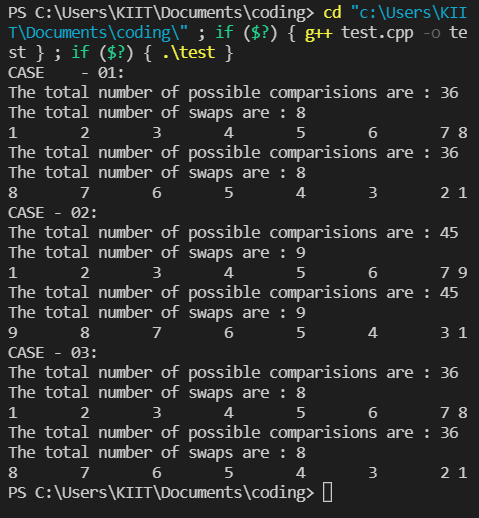 PS C:\Users\KIIT\Documents\coding> cd "c:\Users\KII
T\Documents\coding\" ; if ($?) { g++ test.cpp -o te
st } ; if ($?) { .\test }
CASE    - 01:
The total number of possible comparisions are : 36
The total number of swaps are : 8
1       2       3       4       5       6       7 8
The total number of possible comparisions are : 36
The total number of swaps are : 8
8       7       6       5       4       3       2 1
CASE - 02:
The total number of possible comparisions are : 45
The total number of swaps are : 9
1       2       3       4       5       6       7 9
The total number of possible comparisions are : 45
The total number of swaps are : 9
9       8       7       6       5       4       3 1
CASE - 03:
The total number of possible comparisions are : 36
The total number of swaps are : 8
1       2       3       4       5       6       7 8
The total number of possible comparisions are : 36
The total number of swaps are : 8
8       7       6       5       4       3       2 1
PS C:\Users\KIIT\Documents\coding>